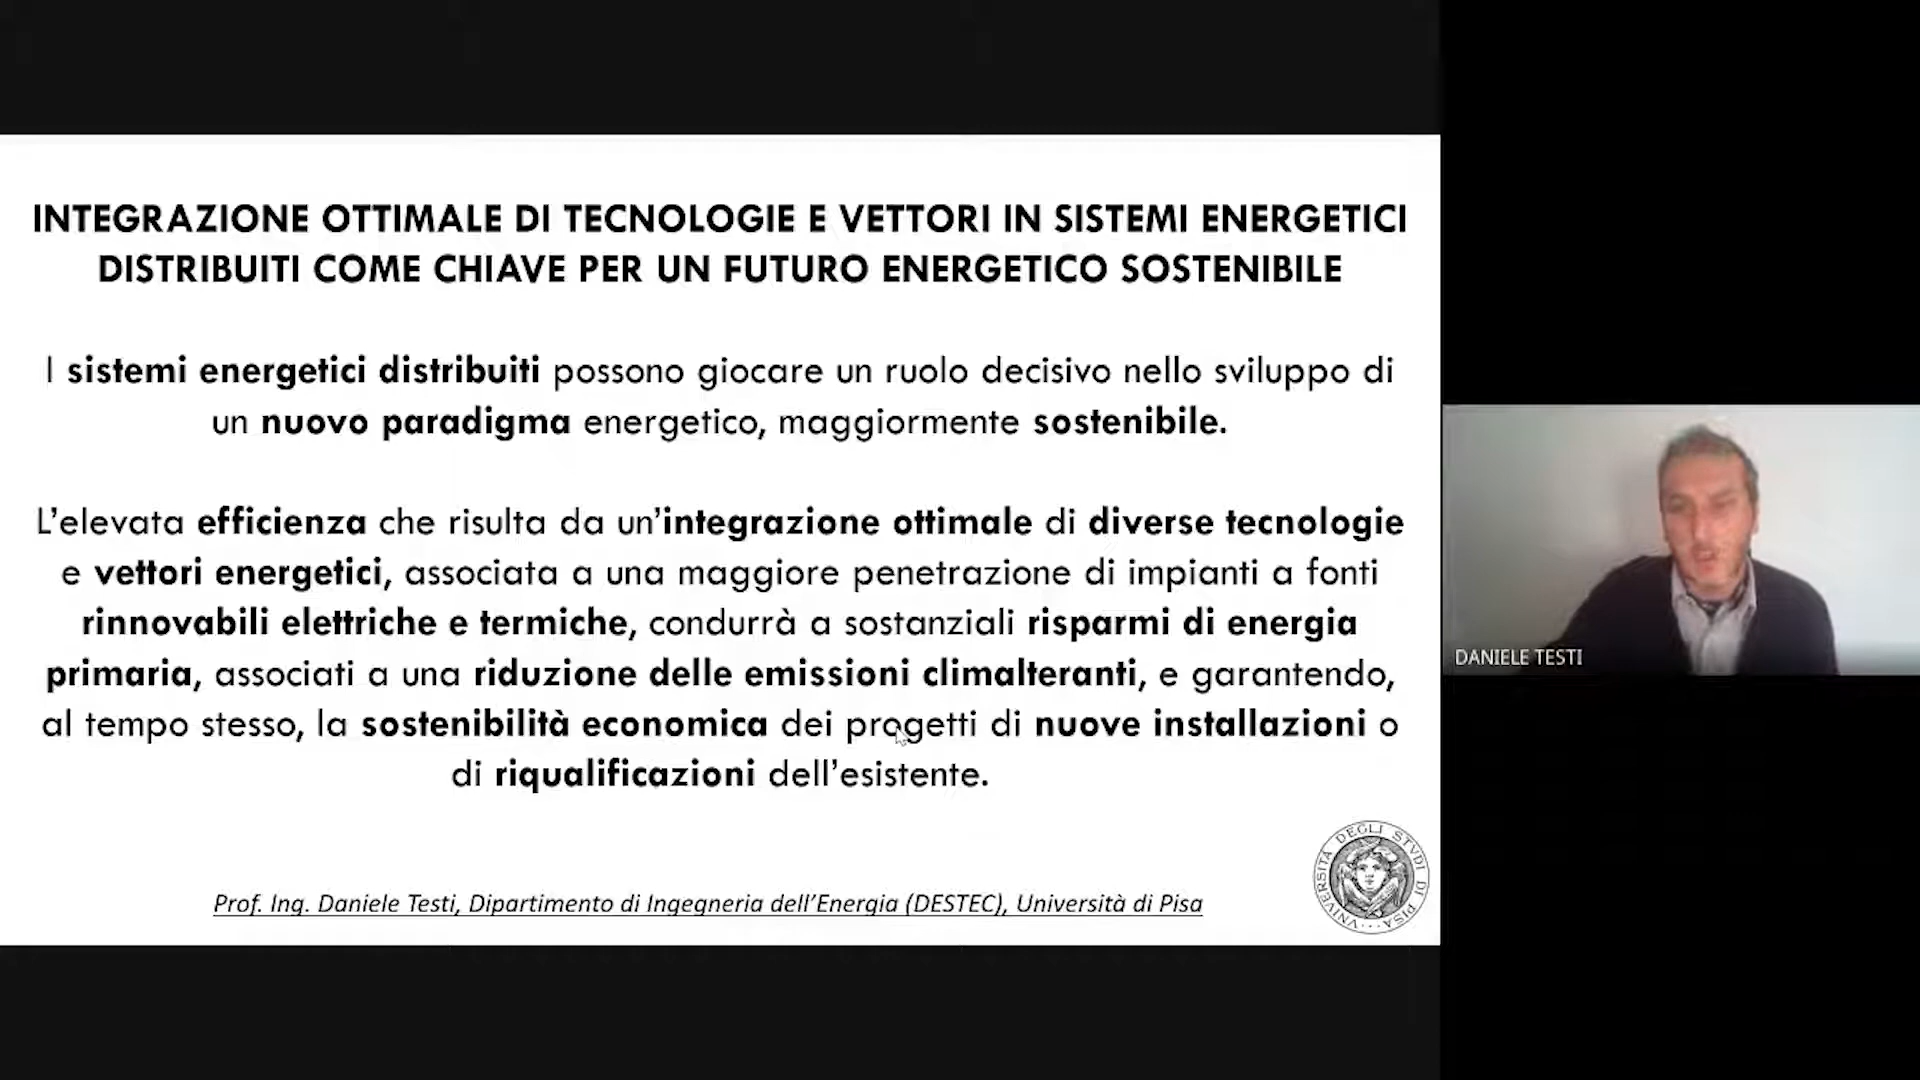 INTEGRAZIONE OTTIMALE DI TECNOLOGIE E VETTORI IN SISTEMI ENERGETICI
DISTRIBUITI COME CHIAVE PER UN FUTURO ENERGETICO SOSTENIBILE
I sistemi energetici distribuiti possono giocare un ruolo decisivo nello sviluppo di
un nuovo paradigma energetico, maggiormente sostenibile.
L’elevata efficienza che risulta da un’integrazione ottimale di diverse tecnologie
e vettori energetici, associata a una maggiore penetrazione di impianti a fonti
rinnovabili elettriche e termiche, condurrà a sostanziali risparmi di energia
primaria, associati a una riduzione delle emissioni climalteranti, e garantendo,
al tempo stesso, la sostenibilità economica dei progetti di nuove installazioni o
di riqualificazioni dell’esistente.
Prof. Ing. Daniele Testi, Dipartimento di Ingegneria dell’Energia (DESTEC), Università di Pisa
VNIVERSITÀ DEGLI STVDI DI PISA
DANIELE TESTI